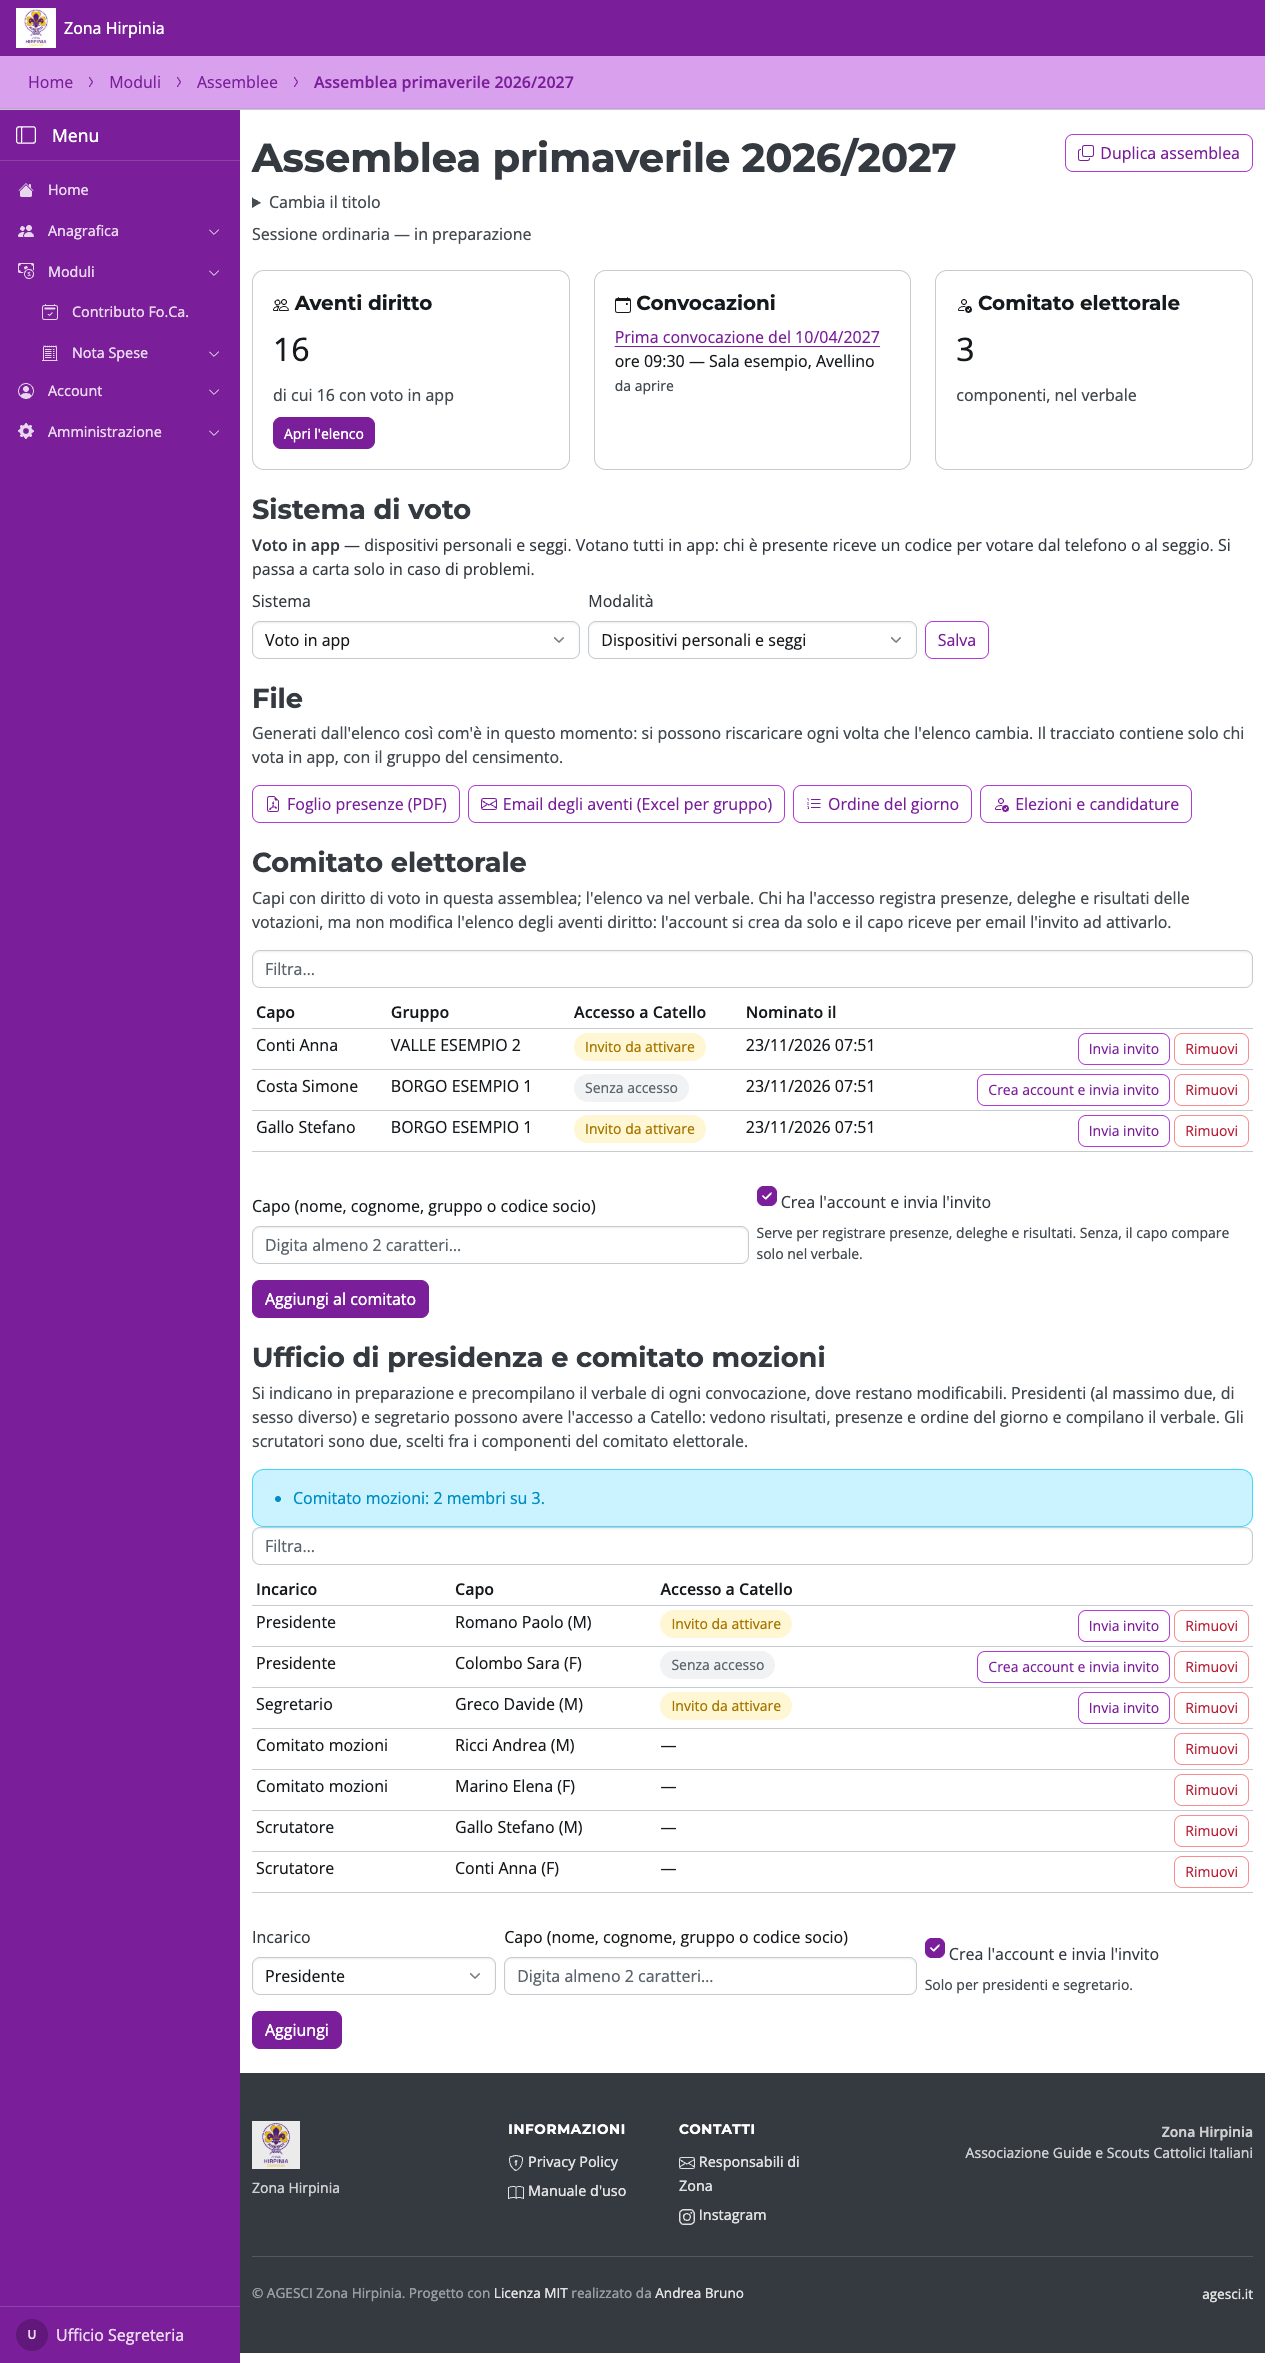 Zona Hirpinia
Home > Moduli > Assemblee > Assemblea primaverile 2026/2027
Menu
Home
Anagrafica
Moduli
Contributo Fo.Ca.
Nota Spese
Account
Amministrazione
Assemblea primaverile 2026/2027
Duplica assemblea
Cambia il titolo
Sessione ordinaria — in preparazione
Aventi diritto
16
di cui 16 con voto in app
Apri l'elenco
Convocazioni
Prima convocazione del 10/04/2027
ore 09:30 — Sala esempio, Avellino
da aprire
Comitato elettorale
3
componenti, nel verbale
Sistema di voto
Voto in app — dispositivi personali e seggi. Votano tutti in app: chi è presente riceve un codice per votare dal telefono o al seggio. Si
passa a carta solo in caso di problemi.
Sistema Modalità
Voto in app Dispositivi personali e seggi Salva
File
Generati dall'elenco così com'è in questo momento: si possono riscaricare ogni volta che l'elenco cambia. Il tracciato contiene solo chi
vota in app, con il gruppo del censimento.
Foglio presenze (PDF) Email degli aventi (Excel per gruppo) Ordine del giorno Elezioni e candidature
Comitato elettorale
Capi con diritto di voto in questa assemblea; l'elenco va nel verbale. Chi ha l'accesso registra presenze, deleghe e risultati delle
votazioni, ma non modifica l'elenco degli aventi diritto: l'account si crea da solo e il capo riceve per email l'invito ad attivarlo.
Filtra...
Capo Gruppo Accesso a Catello Nominato il
Conti Anna VALLE ESEMPIO 2 Invito da attivare 23/11/2026 07:51 Invia invito Rimuovi
Costa Simone BORGO ESEMPIO 1 Senza accesso 23/11/2026 07:51 Crea account e invia invito Rimuovi
Gallo Stefano BORGO ESEMPIO 1 Invito da attivare 23/11/2026 07:51 Invia invito Rimuovi
Capo (nome, cognome, gruppo o codice socio)
Digita almeno 2 caratteri...
Crea l'account e invia l'invito
Serve per registrare presenze, deleghe e risultati. Senza, il capo compare
solo nel verbale.
Aggiungi al comitato
Ufficio di presidenza e comitato mozioni
Si indicano in preparazione e precompilano il verbale di ogni convocazione, dove restano modificabili. Presidenti (al massimo due, di
sesso diverso) e segretario possono avere l'accesso a Catello: vedono risultati, presenze e ordine del giorno e compilano il verbale. Gli
scrutatori sono due, scelti fra i componenti del comitato elettorale.
• Comitato mozioni: 2 membri su 3.
Filtra...
Incarico Capo Accesso a Catello
Presidente Romano Paolo (M) Invito da attivare Invia invito Rimuovi
Presidente Colombo Sara (F) Senza accesso Crea account e invia invito Rimuovi
Segretario Greco Davide (M) Invito da attivare Invia invito Rimuovi
Comitato mozioni Ricci Andrea (M) — Rimuovi
Comitato mozioni Marino Elena (F) — Rimuovi
Scrutatore Gallo Stefano (M) — Rimuovi
Scrutatore Conti Anna (F) — Rimuovi
Incarico
Presidente
Capo (nome, cognome, gruppo o codice socio)
Digita almeno 2 caratteri...
Crea l'account e invia l'invito
Solo per presidenti e segretario.
Aggiungi
Zona Hirpinia
INFORMAZIONI
Privacy Policy
Manuale d'uso
CONTATTI
Responsabili di
Zona
Instagram
Zona Hirpinia
Associazione Guide e Scouts Cattolici Italiani
© AGESCI Zona Hirpinia. Progetto con Licenza MIT realizzato da Andrea Bruno
agesci.it
U Ufficio Segreteria